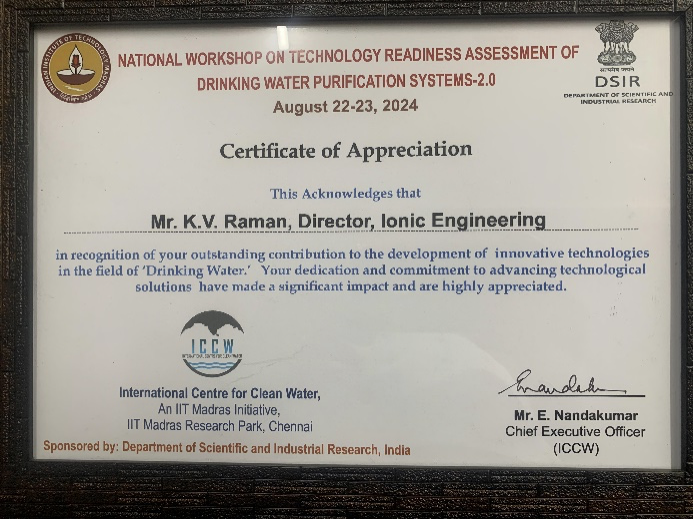 NATIONAL WORKSHOP ON TECHNOLOGY READINESS ASSESSMENT OF
DRINKING WATER PURIFICATION SYSTEMS-2.0
August 22-23, 2024
DSIR
DEPARTMENT OF SCIENTIFIC AND
INDUSTRIAL RESEARCH
Certificate of Appreciation
This Acknowledges that
Mr. K.V. Raman, Director, Ionic Engineering
in recognition of your outstanding contribution to the development of innovative technologies
in the field of 'Drinking Water.' Your dedication and commitment to advancing technological
solutions have made a significant impact and are highly appreciated.
ICCW
INTERNATIONAL CENTRE FOR CLEAN WATER
International Centre for Clean Water,
An IIT Madras Initiative,
IIT Madras Research Park, Chennai
Mr. E. Nandakumar
Chief Executive Officer
(ICCW)
Sponsored by: Department of Scientific and Industrial Research, India